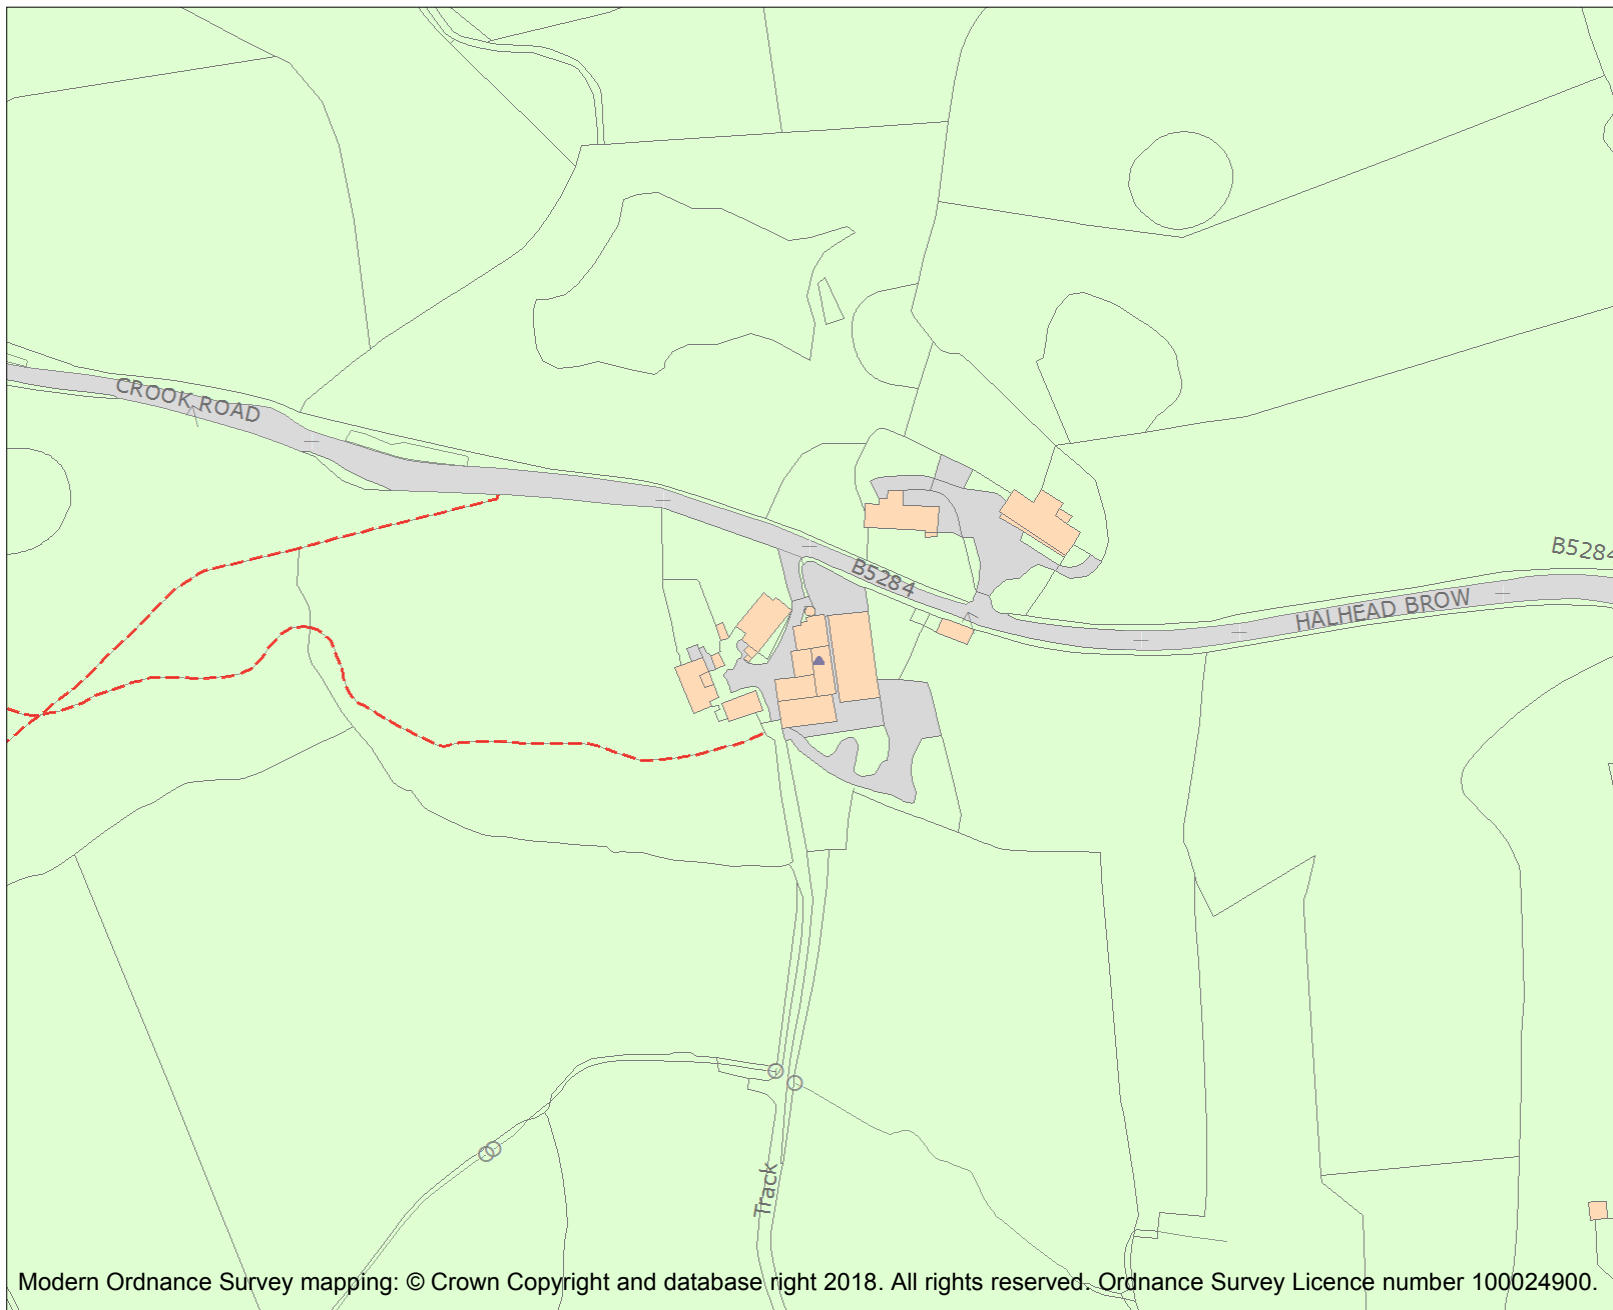 CROOK ROAD
B5284
B5284
HALHEAD BROW
Track
Modern Ordnance Survey mapping: © Crown Copyright and database right 2018. All rights reserved. Ordnance Survey Licence number 100024900.